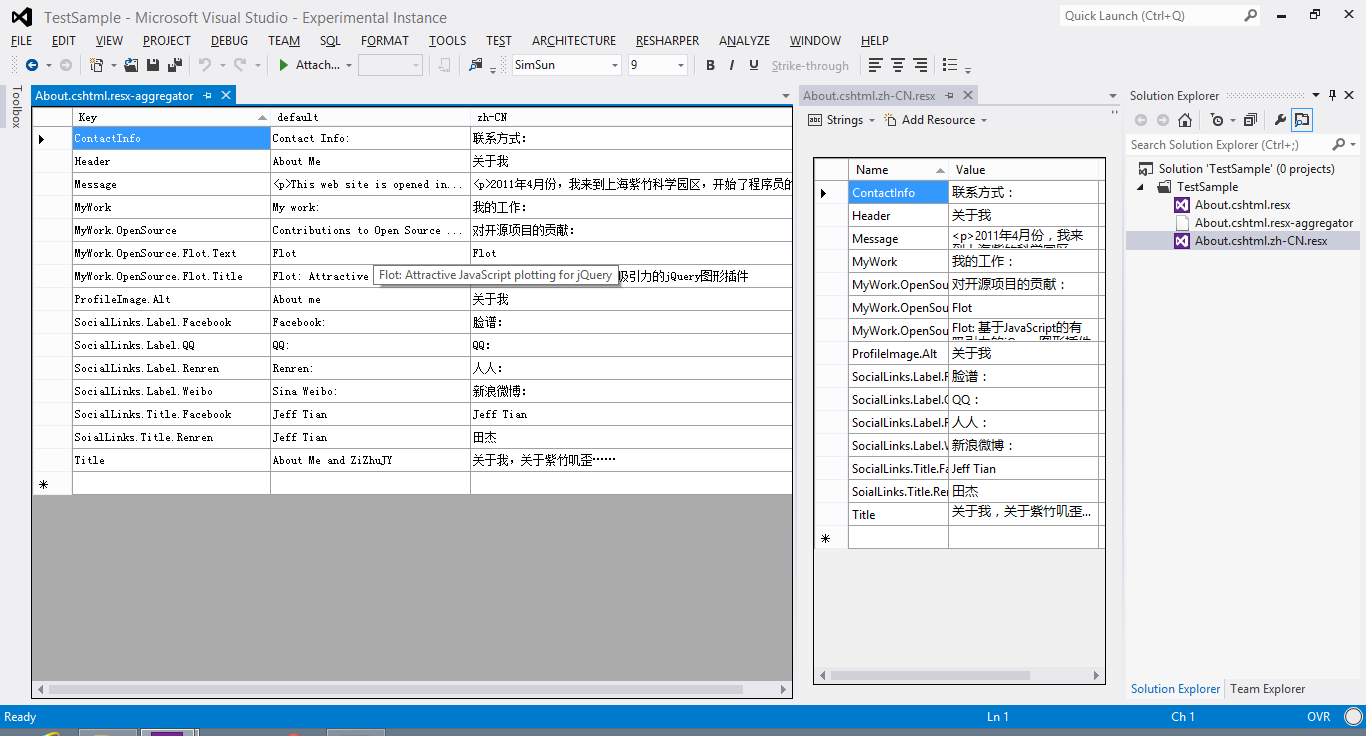 TestSample - Microsoft Visual Studio - Experimental Instance
Quick Launch (Ctrl+Q)
FILE EDIT VIEW PROJECT DEBUG TEAM SQL FORMAT TOOLS TEST ARCHITECTURE RESHARPER ANALYZE WINDOW HELP
Attach... SimSun 9 B I U Strike-through
Toolbox
About.cshtml.resx-aggregator
Key default zh-CN
ContactInfo Contact Info: 联系方式:
Header About Me 关于我
Message <p>This web site is opened in... <p>2011年4月份，我来到上海紫竹科学园区，开始了程序员的
MyWork My work: 我的工作:
MyWork.OpenSource Contributions to Open Source ... 对开源项目的贡献:
MyWork.OpenSource.Flot.Text Flot Flot
MyWork.OpenSource.Flot.Title Flot: Attractive 吸引力的jQuery图形插件
Flot: Attractive JavaScript plotting for jQuery
ProfileImage.Alt About me 关于我
SocialLinks.Label.Facebook Facebook: 脸谱:
SocialLinks.Label.QQ QQ: QQ:
SocialLinks.Label.Renren Renren: 人人:
SocialLinks.Label.Weibo Sina Weibo: 新浪微博:
SocialLinks.Title.Facebook Jeff Tian Jeff Tian
SoialLinks.Title.Renren Jeff Tian 田杰
Title About Me and ZiZhuJY 关于我，关于紫竹叽歪……
About.cshtml.zh-CN.resx
Strings Add Resource
Name Value
ContactInfo 联系方式：
Header 关于我
Message <p>2011年4月份，我来
MyWork 我的工作：
MyWork.OpenSou 对开源项目的贡献：
MyWork.OpenSou Flot
MyWork.OpenSou Flot: 基于JavaScript的有
ProfileImage.Alt 关于我
SocialLinks.Label.F 脸谱：
SocialLinks.Label.Q QQ：
SocialLinks.Label.R 人人：
SocialLinks.Label.W 新浪微博：
SocialLinks.Title.Fa Jeff Tian
SoialLinks.Title.Rer 田杰
Title 关于我，关于紫竹叽歪...
Solution Explorer
Search Solution Explorer (Ctrl+;)
Solution 'TestSample' (0 projects)
TestSample
About.cshtml.resx
About.cshtml.resx-aggregator
About.cshtml.zh-CN.resx
Solution Explorer Team Explorer
Ready Ln 1 Ch 1 OVR